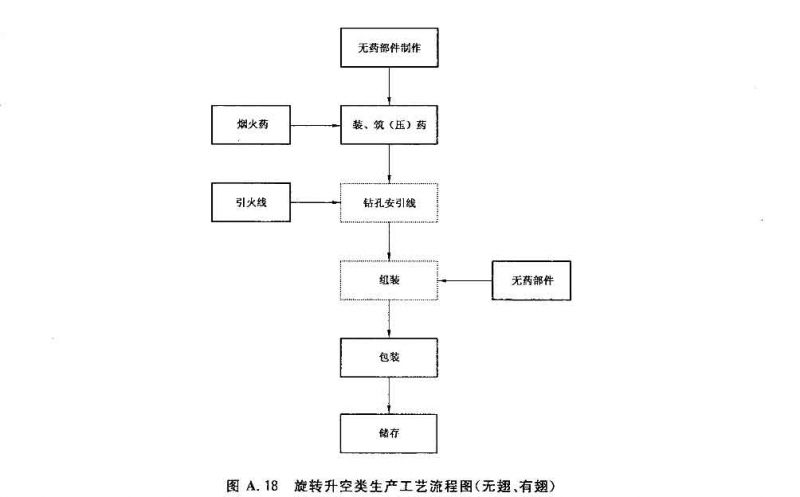 无药部件制作
烟火药
装、筑（压）药
引火线
钻孔安引线
组装
无药部件
包装
储存
图 A.18 旋转升空类生产工艺流程图(无翅、有翅)